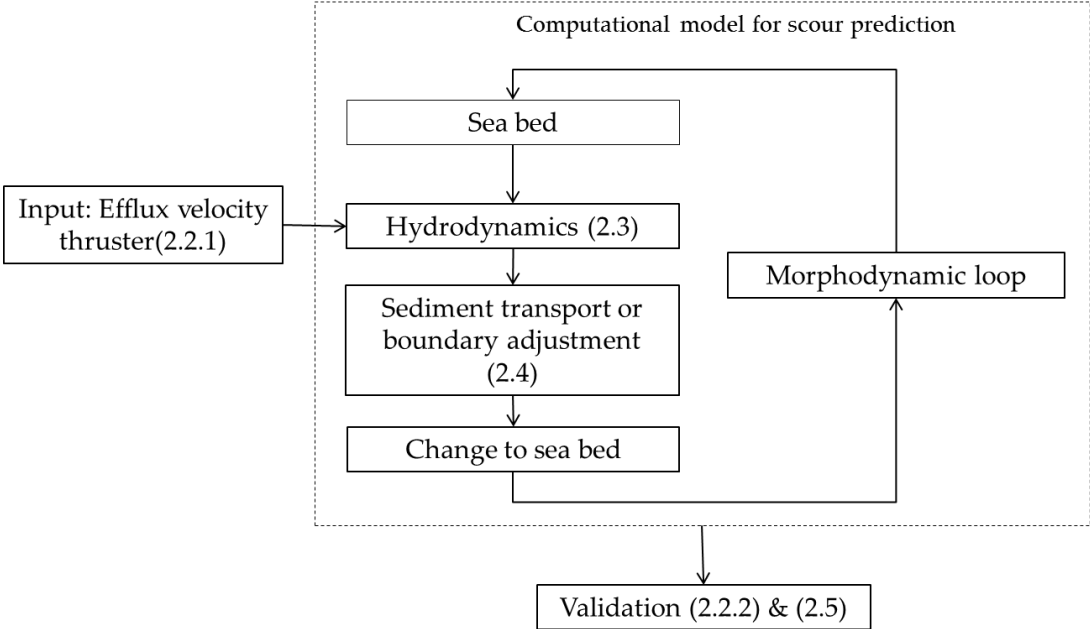 Computational model for scour prediction
Sea bed
Input: Efflux velocity
thruster(2.2.1)
Hydrodynamics (2.3)
Morphodynamic loop
Sediment transport or
boundary adjustment
(2.4)
Change to sea bed
Validation (2.2.2) & (2.5)